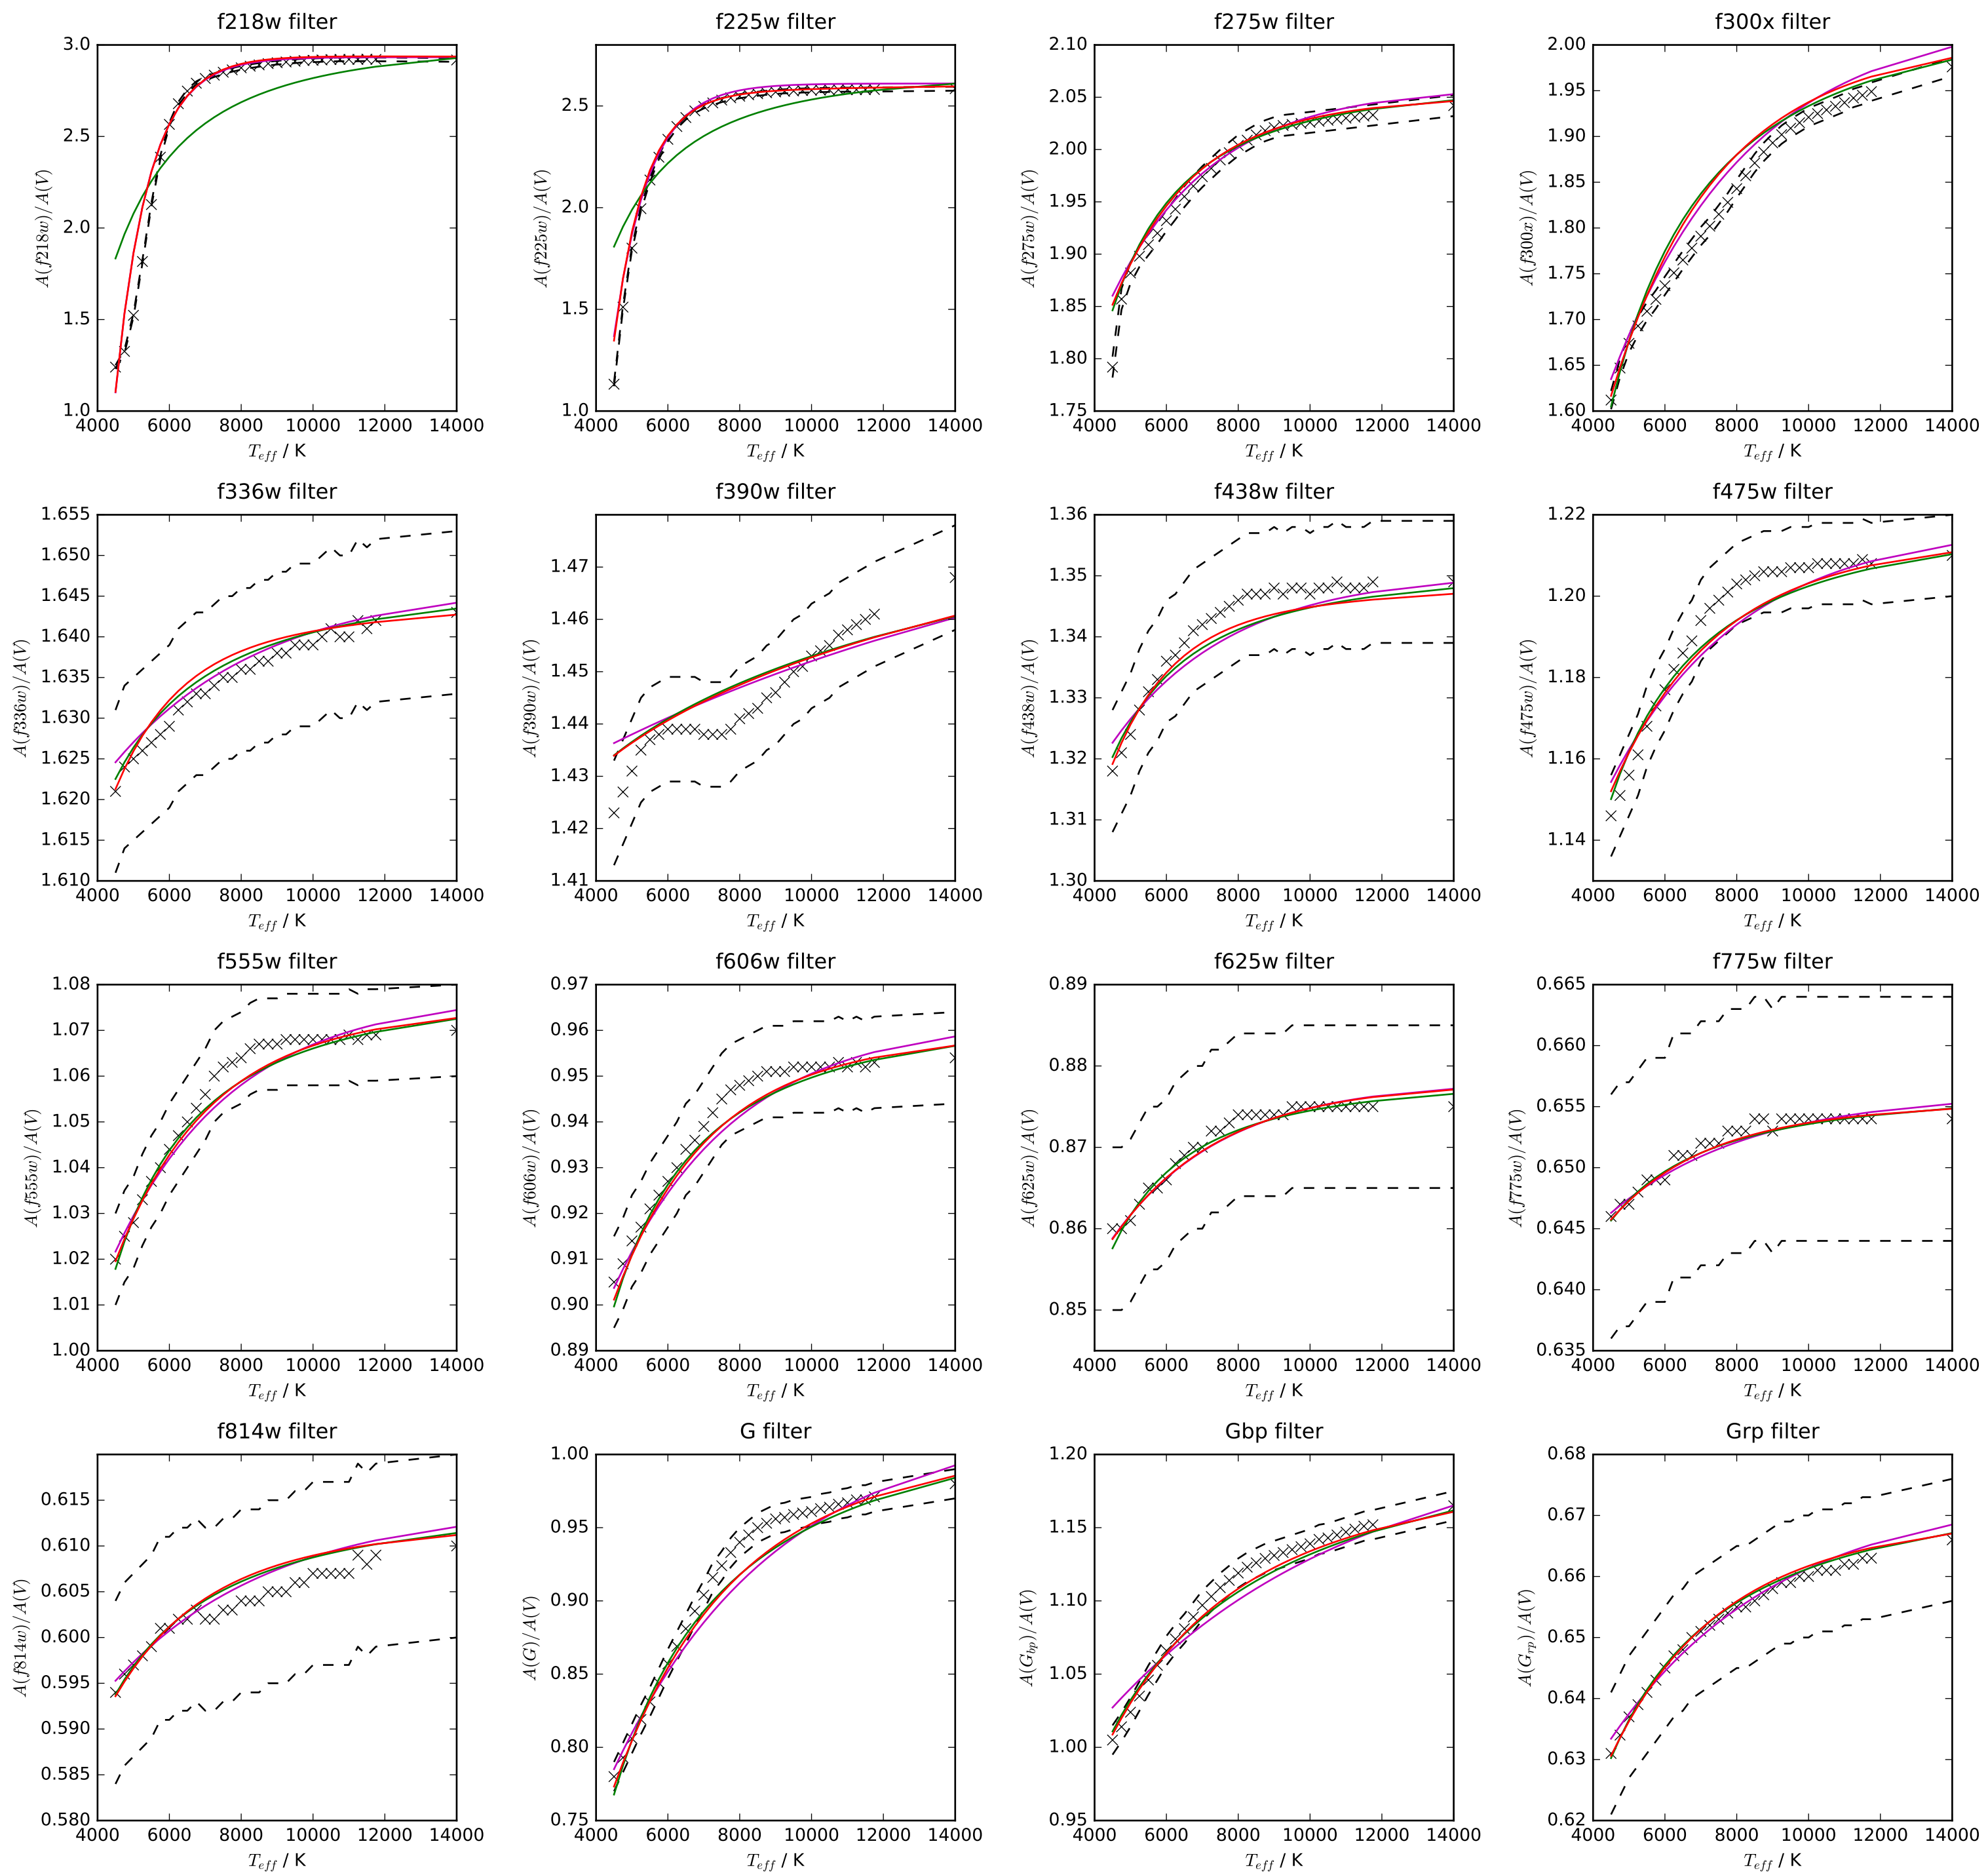 f218w filter
f225w filter
f275w filter
f300x filter
3.0
2.5
2.0
1.5
1.0
A(f218w)/A(V)
4000 6000 8000 10000 12000 14000
T_eff / K
2.5
2.0
1.5
1.0
A(f225w)/A(V)
4000 6000 8000 10000 12000 14000
T_eff / K
2.10
2.05
2.00
1.95
1.90
1.85
1.80
1.75
A(f275w)/A(V)
4000 6000 8000 10000 12000 14000
T_eff / K
2.00
1.95
1.90
1.85
1.80
1.75
1.70
1.65
1.60
A(f300x)/A(V)
4000 6000 8000 10000 12000 14000
T_eff / K
f336w filter
f390w filter
f438w filter
f475w filter
1.655
1.650
1.645
1.640
1.635
1.630
1.625
1.620
1.615
1.610
A(f336w)/A(V)
4000 6000 8000 10000 12000 14000
T_eff / K
1.47
1.46
1.45
1.44
1.43
1.42
1.41
A(f390w)/A(V)
4000 6000 8000 10000 12000 14000
T_eff / K
1.36
1.35
1.34
1.33
1.32
1.31
1.30
A(f438w)/A(V)
4000 6000 8000 10000 12000 14000
T_eff / K
1.22
1.20
1.18
1.16
1.14
A(f475w)/A(V)
4000 6000 8000 10000 12000 14000
T_eff / K
f555w filter
f606w filter
f625w filter
f775w filter
1.08
1.07
1.06
1.05
1.04
1.03
1.02
1.01
1.00
A(f555w)/A(V)
4000 6000 8000 10000 12000 14000
T_eff / K
0.97
0.96
0.95
0.94
0.93
0.92
0.91
0.90
0.89
A(f606w)/A(V)
4000 6000 8000 10000 12000 14000
T_eff / K
0.89
0.88
0.87
0.86
0.85
A(f625w)/A(V)
4000 6000 8000 10000 12000 14000
T_eff / K
0.665
0.660
0.655
0.650
0.645
0.640
0.635
A(f775w)/A(V)
4000 6000 8000 10000 12000 14000
T_eff / K
f814w filter
G filter
Gbp filter
Grp filter
0.615
0.610
0.605
0.600
0.595
0.590
0.585
0.580
A(f814w)/A(V)
4000 6000 8000 10000 12000 14000
T_eff / K
1.00
0.95
0.90
0.85
0.80
0.75
A(G)/A(V)
4000 6000 8000 10000 12000 14000
T_eff / K
1.20
1.15
1.10
1.05
1.00
0.95
A(G_bp)/A(V)
4000 6000 8000 10000 12000 14000
T_eff / K
0.68
0.67
0.66
0.65
0.64
0.63
0.62
A(G_rp)/A(V)
4000 6000 8000 10000 12000 14000
T_eff / K